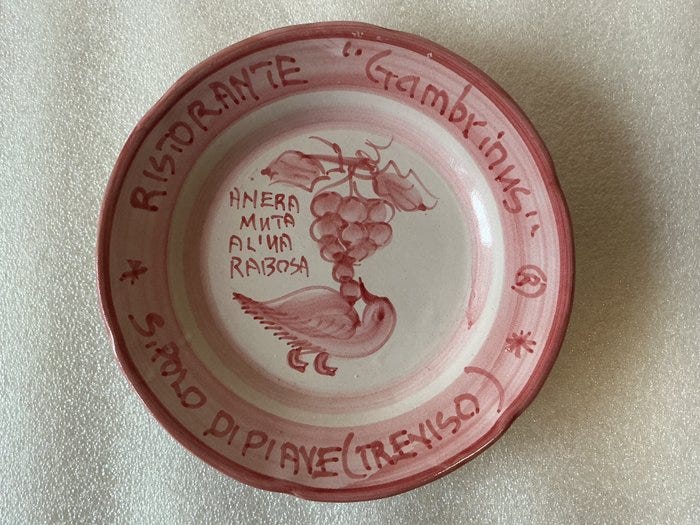 RISTORANTE "Gambrinus" ®
* S. POLO DI PIAVE (TREVISO) *
ANERA
MUTA
AL'UA
RABOSA